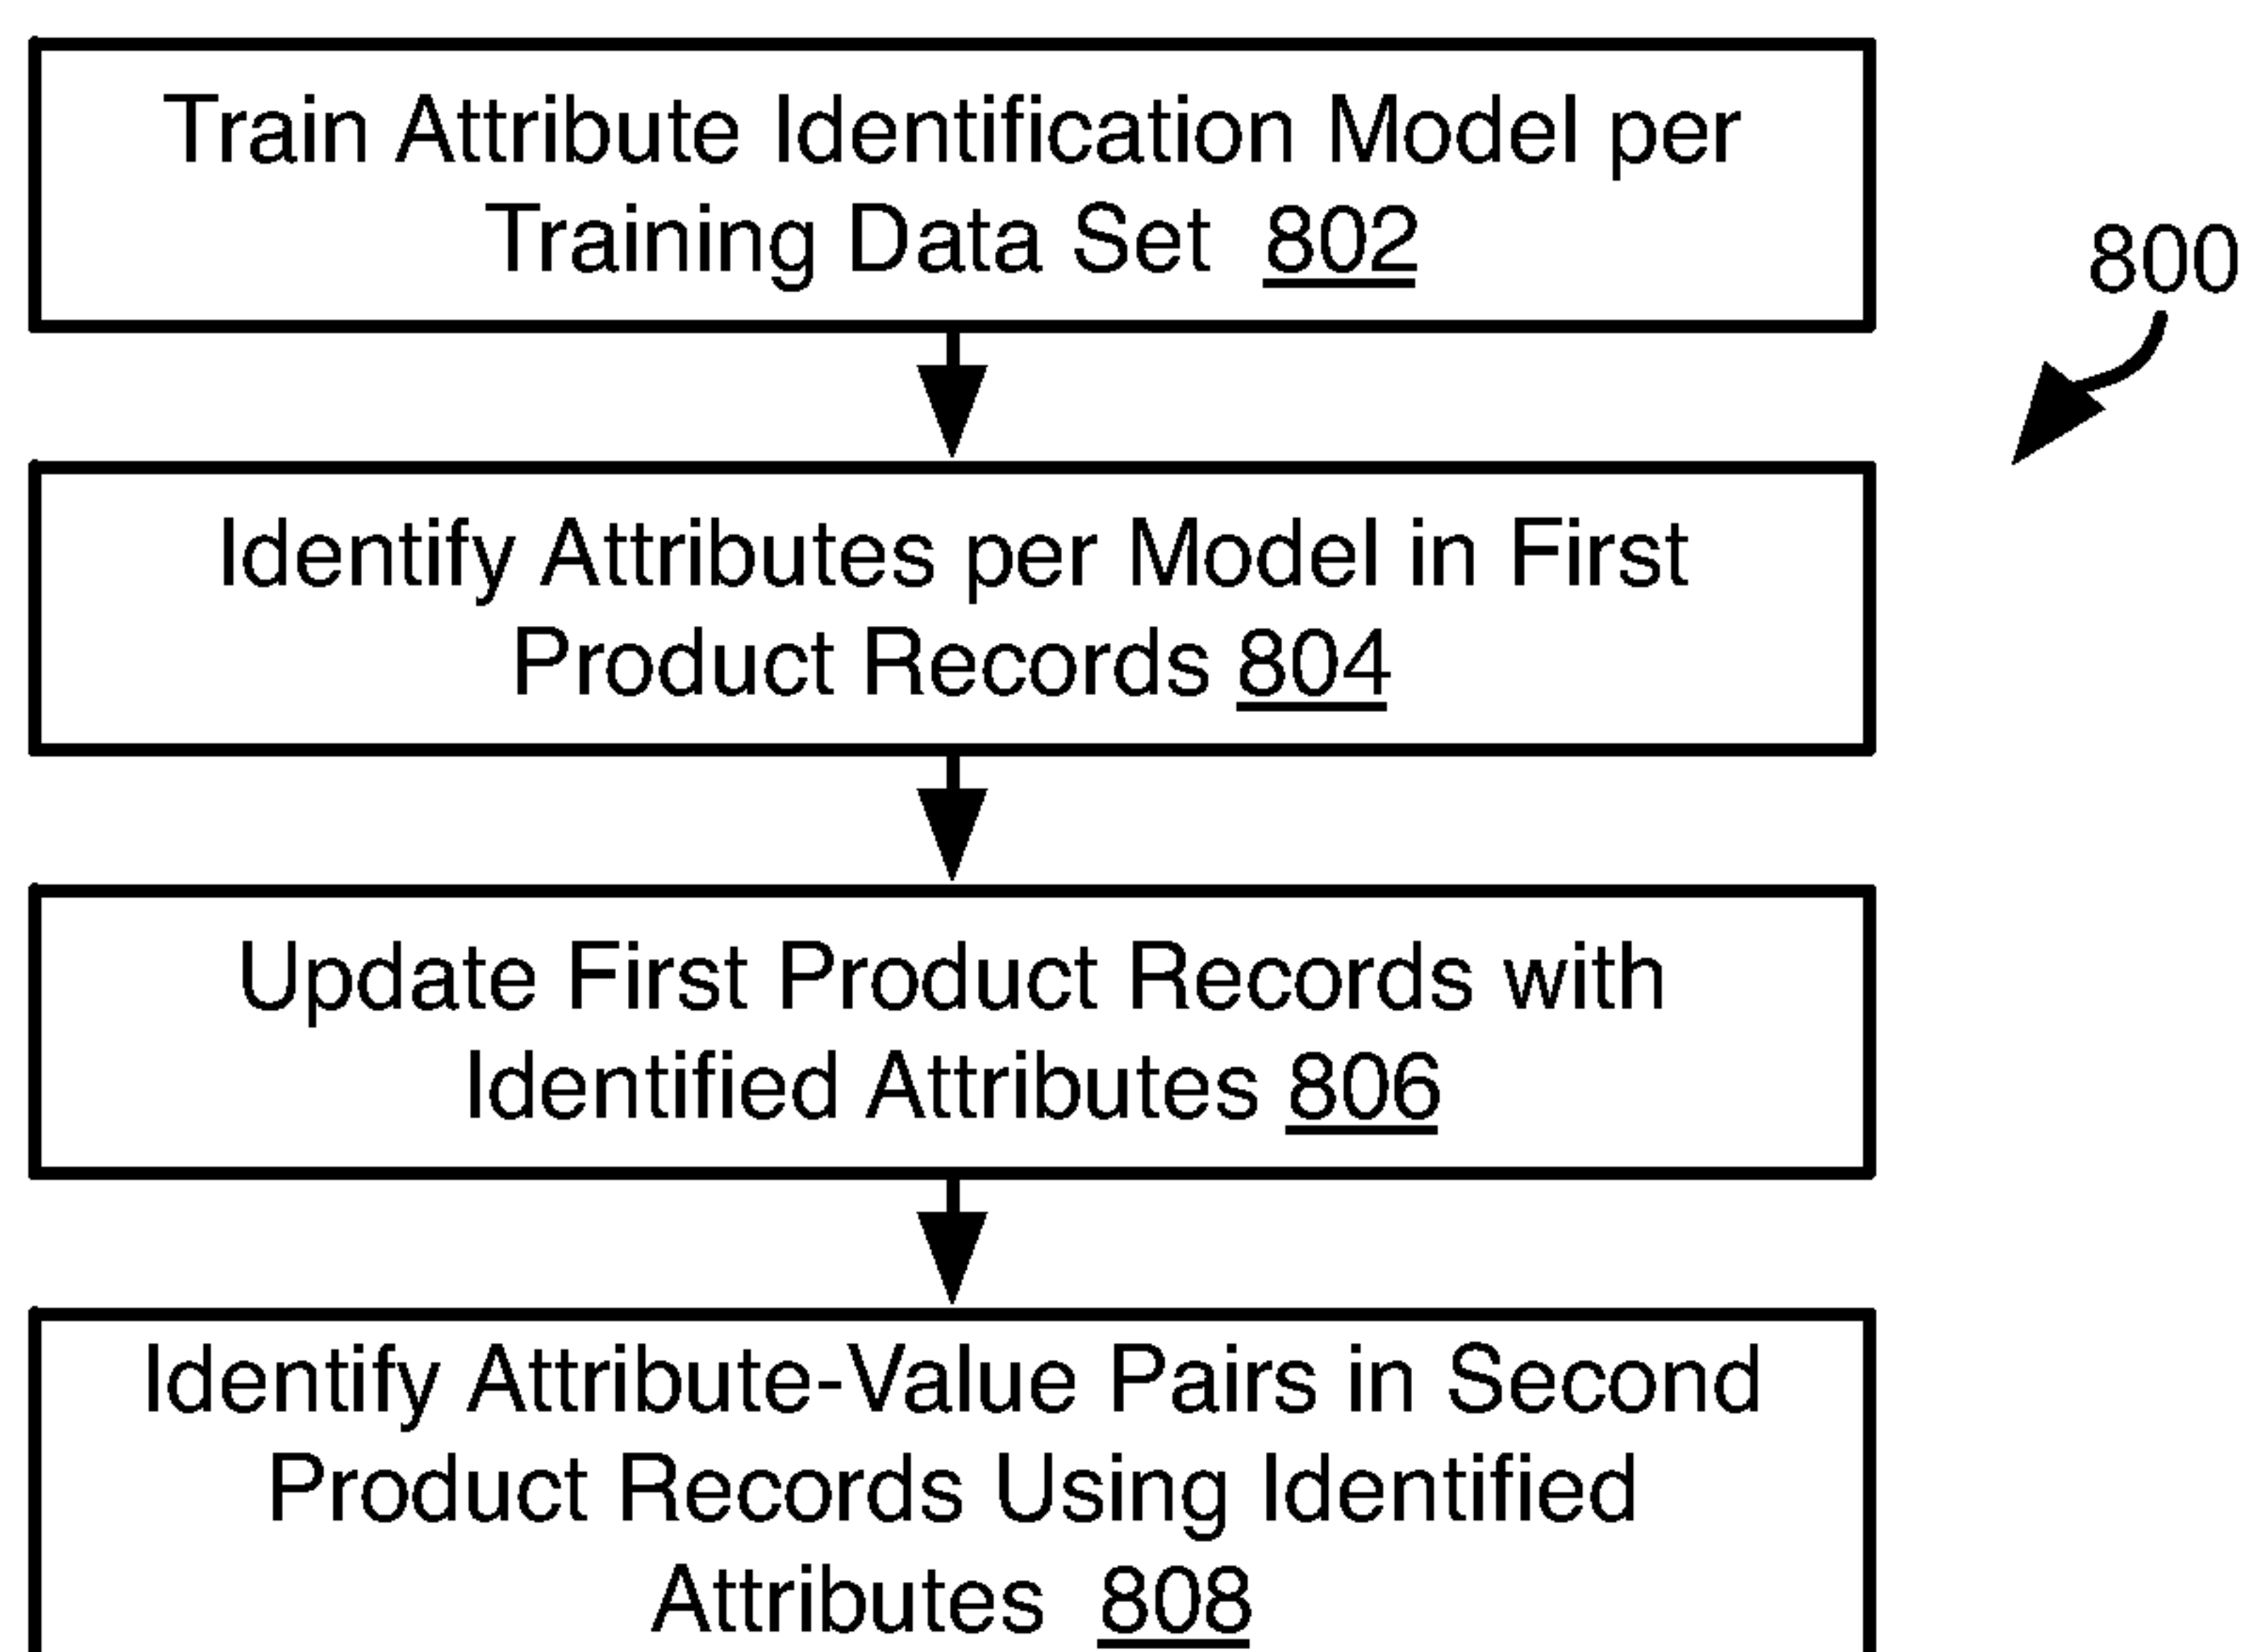 Train Attribute Identification Model per
Training Data Set 802
800
Identify Attributes per Model in First
Product Records 804
Update First Product Records with
Identified Attributes 806
Identify Attribute-Value Pairs in Second
Product Records Using Identified
Attributes 808